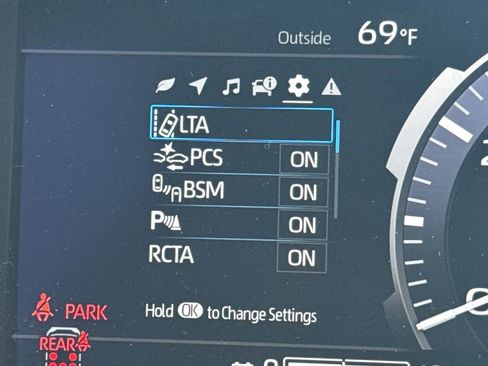 Outside 69°F
LTA
PCS ON
BSM ON
P ON
RCTA ON
Hold OK to Change Settings
PARK
REAR